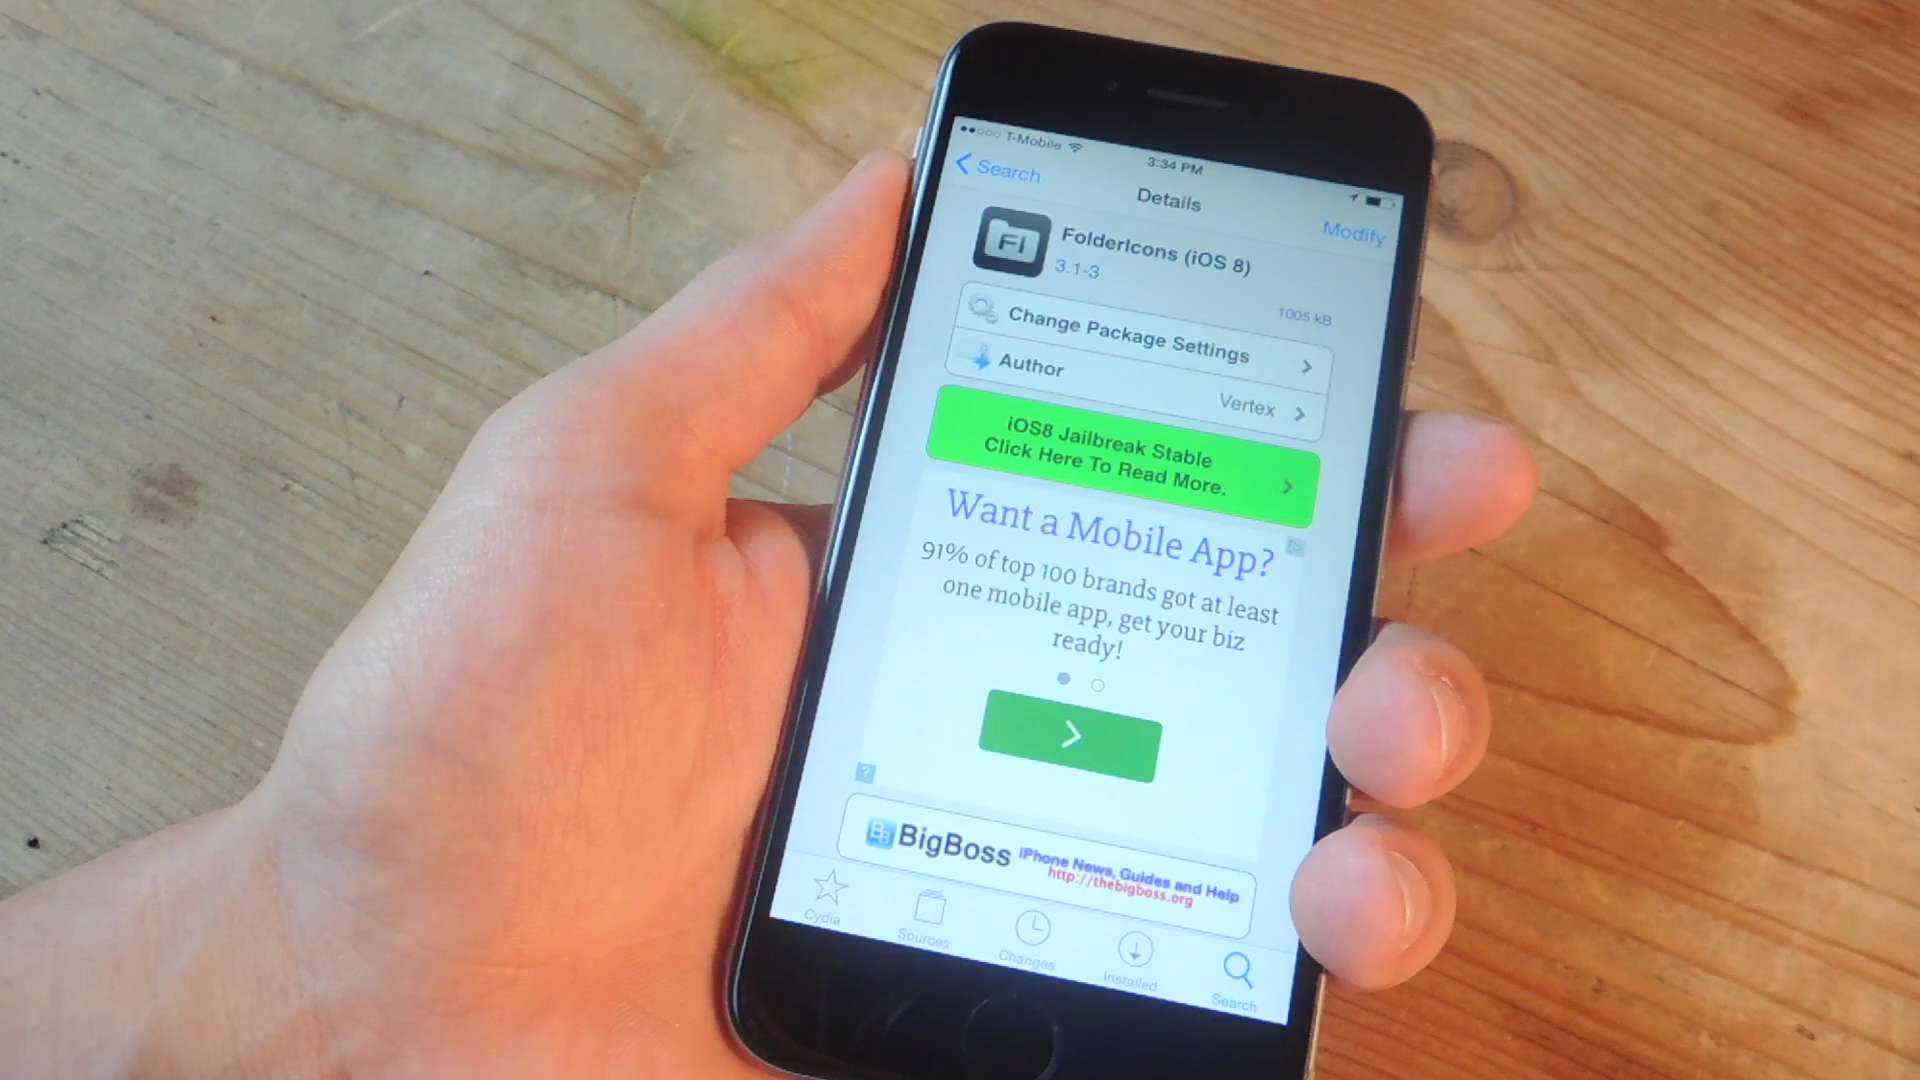 T-Mobile
3:34 PM
Search
Details
Modify
FI
FolderIcons (iOS 8)
3.1-3
1005 kB
Change Package Settings
Author
Vertex
iOS8 Jailbreak Stable
Click Here To Read More.
Want a Mobile App?
91% of top 100 brands got at least
one mobile app, get your biz
ready!
?
BB
BigBoss
iPhone News, Guides and Help
http://thebigboss.org
Cydia
Sources
Changes
Installed
Search